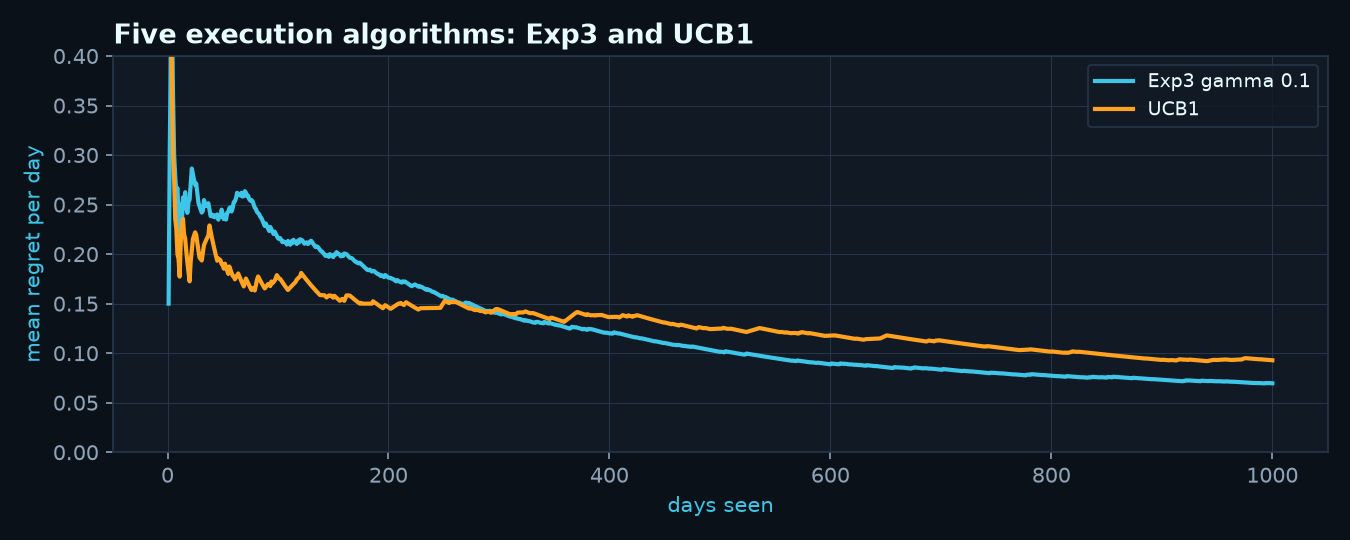 Five execution algorithms: Exp3 and UCB1
Exp3 gamma 0.1
UCB1
mean regret per day
0.40
0.35
0.30
0.25
0.20
0.15
0.10
0.05
0.00
0 200 400 600 800 1000
days seen